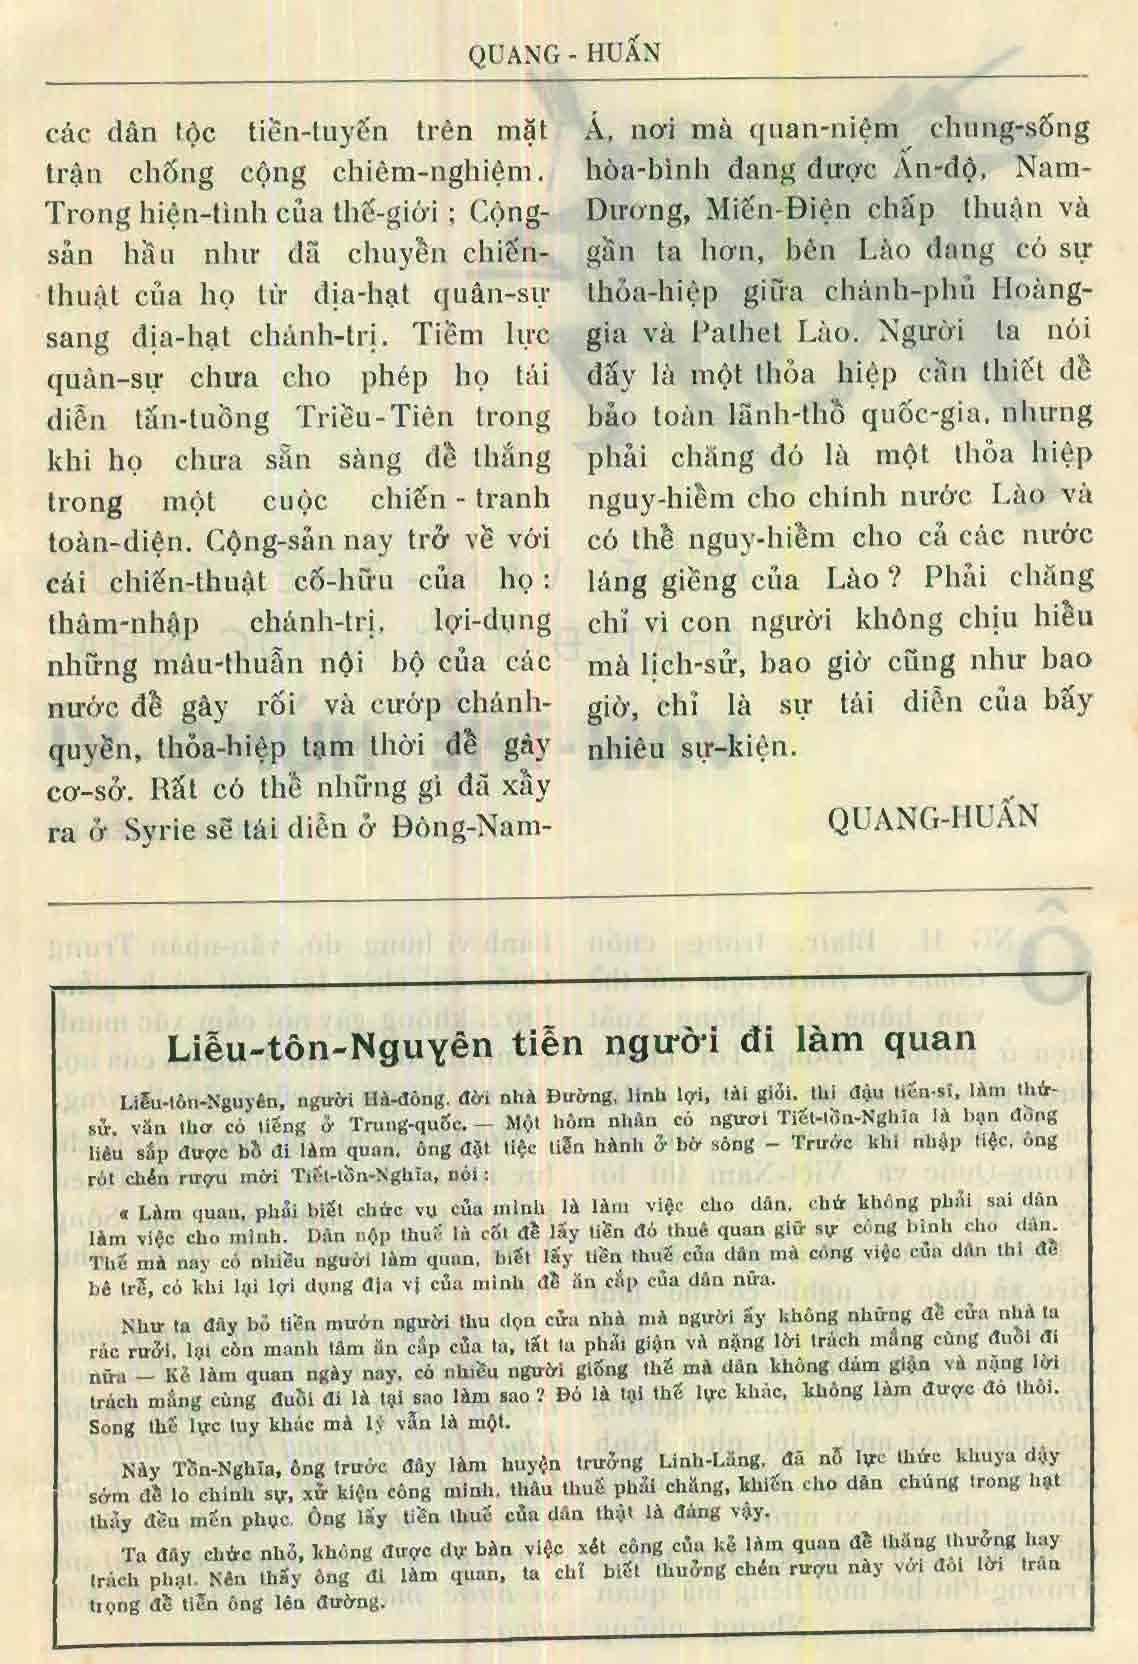 QUANG - HUẤN
các dân tộc tiền-tuyến trên mặt
trận chống cộng chiêm-nghiệm.
Trong hiện-tình của thế-giới ; Cộng-
sản hầu như đã chuyển chiến-
thuật của họ từ địa-hạt quân-sự
sang địa-hạt chánh-trị. Tiềm lực
quân-sự chưa cho phép họ tái
diễn tấn-tuồng Triều-Tiên trong
khi họ chưa sẵn sàng để thắng
trong một cuộc chiến - tranh
toàn-diện. Cộng-sản nay trở về với
cái chiến-thuật cố-hữu của họ :
thâm-nhập chánh-trị, lợi-dụng
những mâu-thuẫn nội bộ của các
nước để gây rối và cướp chánh-
quyền, thỏa-hiệp tạm thời để gây
cơ-sở. Rất có thể những gì đã xẩy
ra ở Syrie sẽ tái diễn ở Đông-Nam-
Á, nơi mà quan-niệm chung-sống
hòa-bình đang được Ấn-độ, Nam-
Dương, Miến-Điện chấp thuận và
gần ta hơn, bên Lào đang có sự
thỏa-hiệp giữa chánh-phủ Hoàng-
gia và Pathet Lào. Người ta nói
đấy là một thỏa hiệp cần thiết để
bảo toàn lãnh-thổ quốc-gia, nhưng
phải chăng đó là một thỏa hiệp
nguy-hiểm cho chính nước Lào và
có thể nguy-hiểm cho cả các nước
láng giềng của Lào ? Phải chăng
chỉ vì con người không chịu hiểu
mà lịch-sử, bao giờ cũng như bao
giờ, chỉ là sự tái diễn của bấy
nhiêu sự-kiện.
QUANG-HUẤN
Liễu-tôn-Nguyên tiễn người đi làm quan
Liễu-tôn-Nguyên, người Hà-đông, đời nhà Đường, linh lợi, tài giỏi, thi đậu tiến-sĩ, làm thứ-
sử, văn thơ có tiếng ở Trung-quốc. — Một hôm nhân có ngươi Tiết-tồn-Nghĩa là bạn đồng
liêu sắp được bổ đi làm quan, ông đặt tiệc tiễn hành ở bờ sông — Trước khi nhập tiệc, ông
rót chén rượu mời Tiết-tồn-Nghĩa, nói :
« Làm quan, phải biết chức vụ của mình là làm việc cho dân, chứ không phải sai dân
làm việc cho mình. Dân nộp thuế là cốt để lấy tiền đó thuê quan giữ sự công bình cho dân.
Thế mà nay có nhiều người làm quan, biết lấy tiền thuế của dân mà công việc của dân thì để
bê trễ, có khi lại lợi dụng địa vị của mình để ăn cắp của dân nữa.
Như ta đây bỏ tiền mướn người thu dọn cửa nhà mà người ấy không những để cửa nhà ta
rác rưởi, lại còn manh tâm ăn cắp của ta, tất ta phải giận và nặng lời trách mắng cùng đuổi đi
nữa — Kẻ làm quan ngày nay, có nhiều người giống thế mà dân không dám giận và nặng lời
trách mắng cùng đuổi đi là tại sao làm sao ? Đó là tại thế lực khác, không làm được đó thôi.
Song thế lực tuy khác mà lý vẫn là một.
Này Tồn-Nghĩa, ông trước đây làm huyện trưởng Linh-Lăng, đã nỗ lực thức khuya dậy
sớm để lo chính sự, xử kiện công minh, thâu thuế phải chăng, khiến cho dân chúng trong hạt
thảy đều mến phục. Ông lấy tiền thuế của dân thật là đáng vậy.
Ta đây chức nhỏ, không được dự bàn việc xét công của kẻ làm quan để thăng thưởng hay
trách phạt. Nên thấy ông đi làm quan, ta chỉ biết thưởng chén rượu này với đôi lời trân
trọng để tiễn ông lên đường.